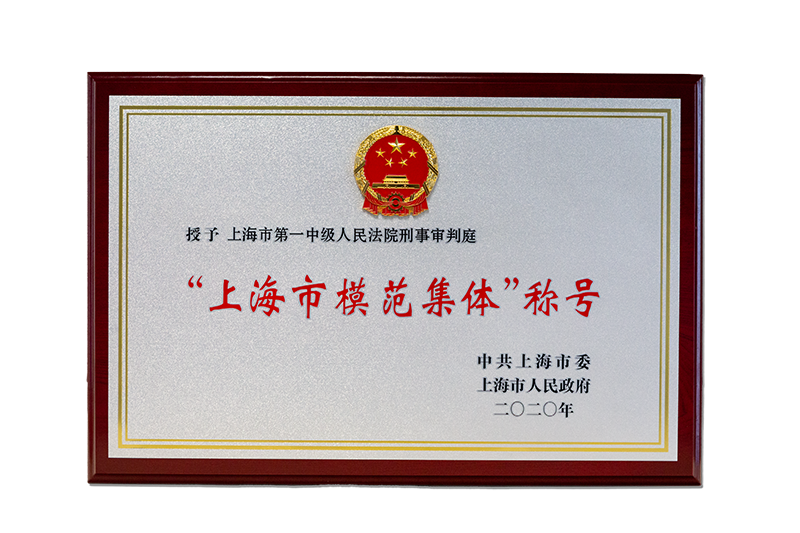 授予 上海市第一中级人民法院刑事审判庭
“上海市模范集体”称号
中共上海市委
上海市人民政府
二〇二〇年